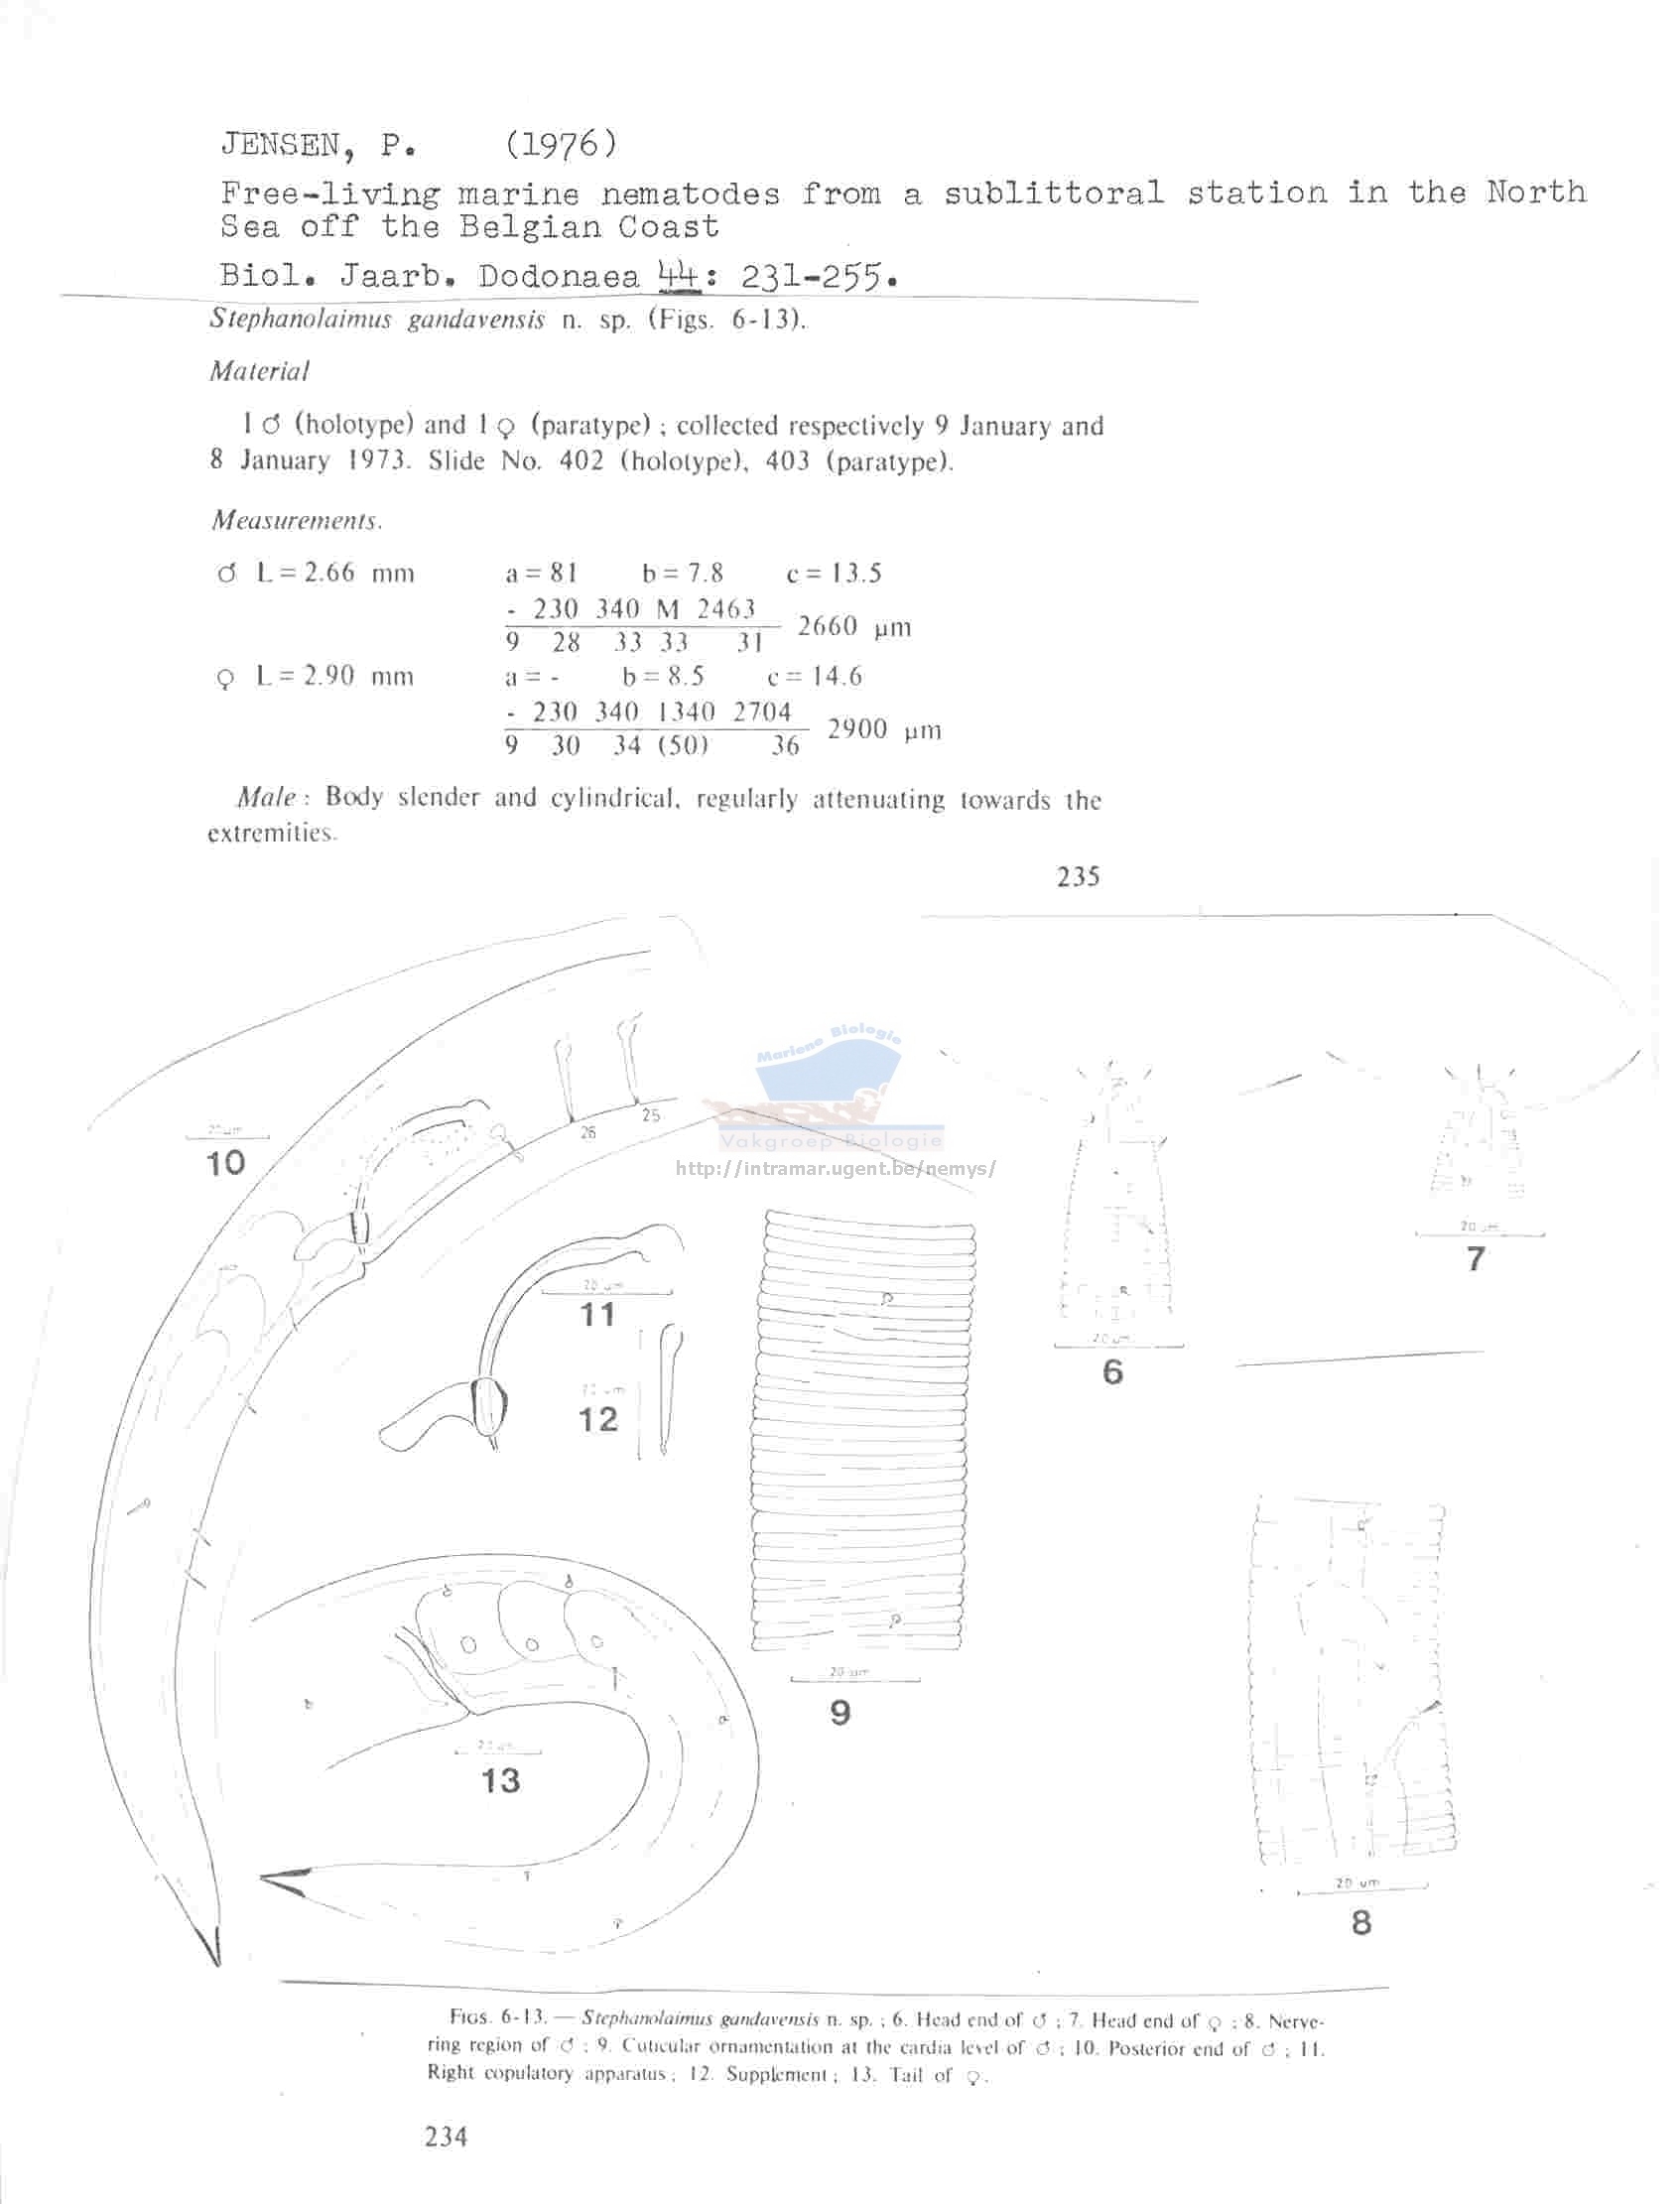 JENSEN, P. (1976)
Free-living marine nematodes from a sublittoral station in the North
Sea off the Belgian Coast
Biol. Jaarb. Dodonaea 44: 231-255.
Stephanolaimus gandavensis n. sp. (Figs. 6-13).
Material
1 ♂ (holotype) and 1 ♀ (paratype) ; collected respectively 9 January and
8 January 1973. Slide No. 402 (holotype), 403 (paratype).
Measurements.
♂ L = 2.66 mm a = 81 b = 7.8 c = 13.5
- 230 340 M 2463
9 28 33 33 31 2660 µm
♀ L = 2.90 mm a = - b = 8.5 c = 14.6
- 230 340 1340 2704
9 30 34 (50) 36 2900 µm
Male : Body slender and cylindrical, regularly attenuating towards the
extremities.
235
Mariene Biologie
Vakgroep Biologie
http://intramar.ugent.be/nemys/
25
26
20 µm
10
20 µm
11
20 µm
12
20 µm
6
20 µm
7
20 µm
9
20 µm
13
20 µm
8
FIGS. 6-13. — Stephanolaimus gandavensis n. sp. ; 6. Head end of ♂ ; 7. Head end of ♀ ; 8. Nerve-
ring region of ♂ ; 9. Cuticular ornamentation at the cardia level of ♂ ; 10. Posterior end of ♂ ; 11.
Right copulatory apparatus ; 12. Supplement ; 13. Tail of ♀.
234